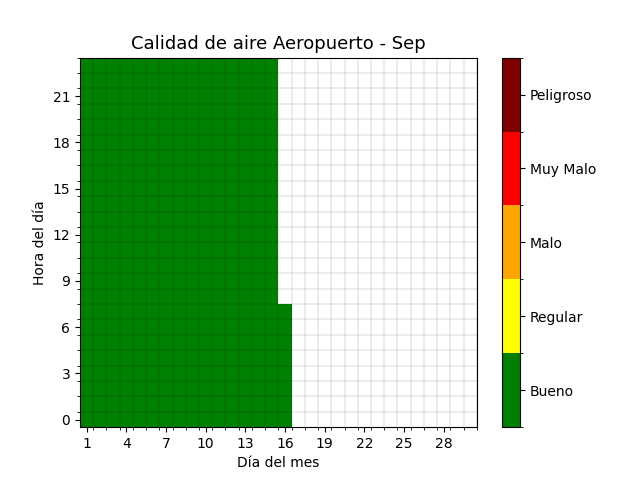 Calidad de aire Aeropuerto - Sep
Hora del día
21
18
15
12
9
6
3
0
1 4 7 10 13 16 19 22 25 28
Día del mes
Peligroso
Muy Malo
Malo
Regular
Bueno